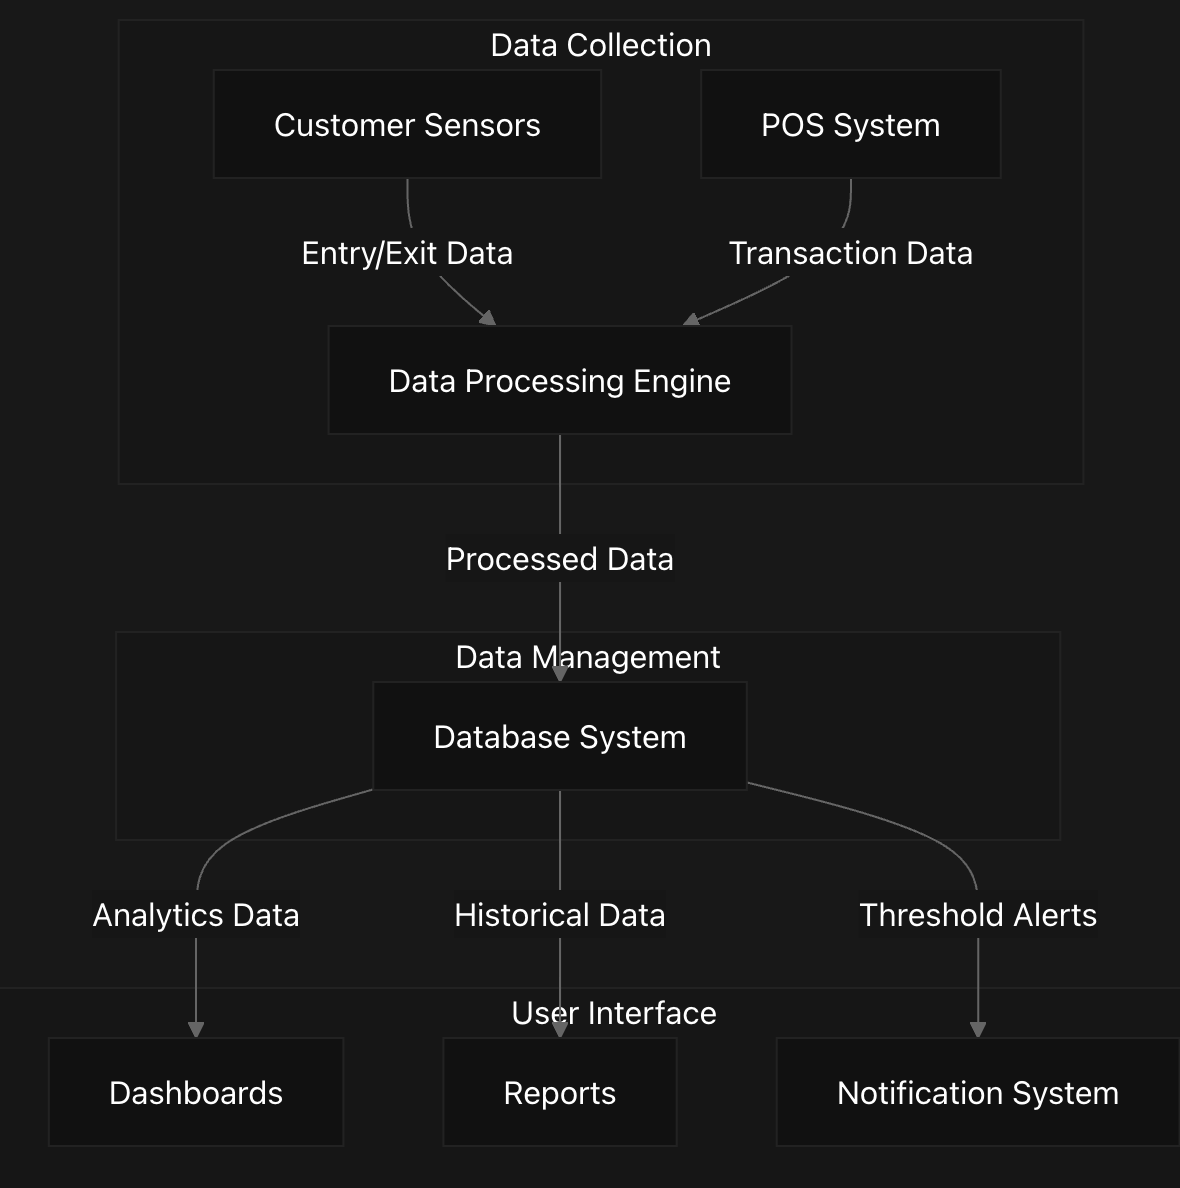 Data Collection
Customer Sensors
POS System
Entry/Exit Data
Transaction Data
Data Processing Engine
Processed Data
Data Management
Database System
Analytics Data
Historical Data
Threshold Alerts
User Interface
Dashboards
Reports
Notification System